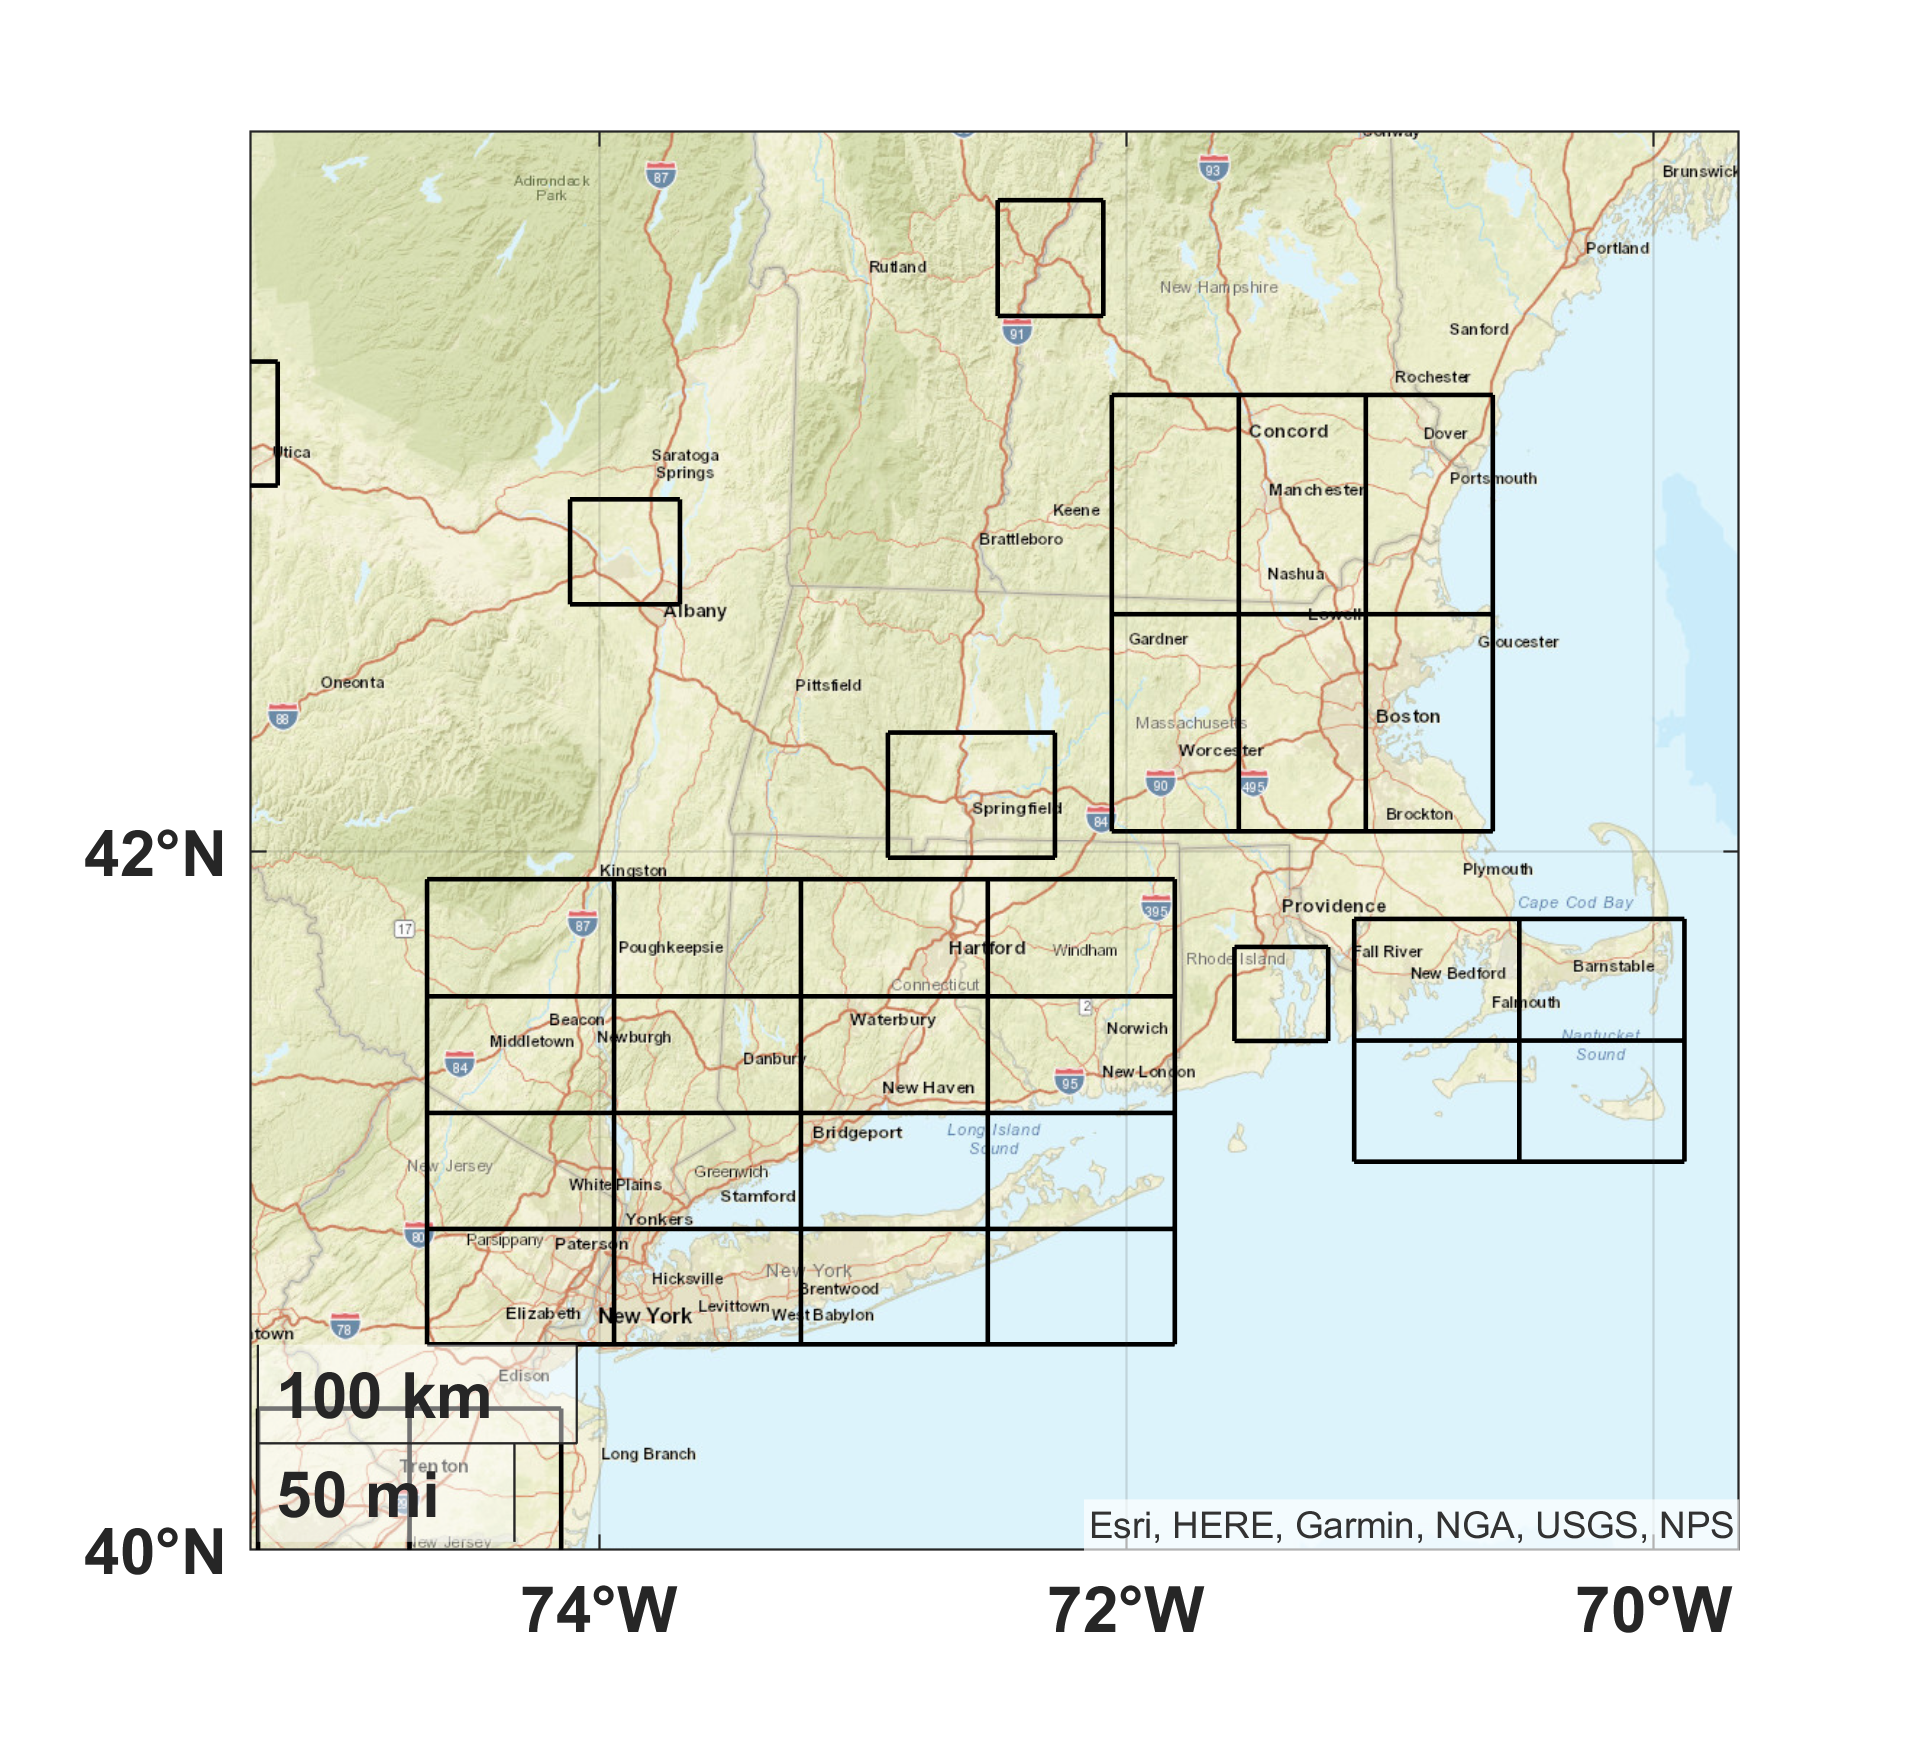 Conway
Brunswick
Adirondack
Park
87
93
Portland
Rutland
New Hampshire
91
Sanford
Rochester
Utica
Concord
Dover
Saratoga
Springs
Portsmouth
Manchester
Keene
Brattleboro
Nashua
Albany
Lowell
Gardner
Gloucester
Oneonta
Pittsfield
88
Massachusetts
Boston
Worcester
90
495
Springfield
84
Brockton
42°N
Kingston
Plymouth
Cape Cod Bay
Providence
395
87
17
Poughkeepsie
Hartford
Windham
Rhode Island
Fall River
New Bedford
Barnstable
Connecticut
Falmouth
2
Beacon
Waterbury
Norwich
Middletown
Newburgh
Nantucket
Sound
Danbury
84
New London
95
New Haven
Bridgeport
Long Island
Sound
New Jersey
Greenwich
White Plains
Stamford
Yonkers
80
Parsippany
Paterson
New York
Hicksville
Brentwood
Levittown
Elizabeth
New York
West Babylon
78
ntown
Edison
100 km
Long Branch
Trenton
50 mi
New Jersey
Esri, HERE, Garmin, NGA, USGS, NPS
40°N
74°W
72°W
70°W